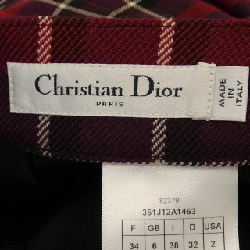 Christian Dior
PARIS
MADE IN
ITALY
351J12A1463
F GB I D USA
34 6 38 32 2